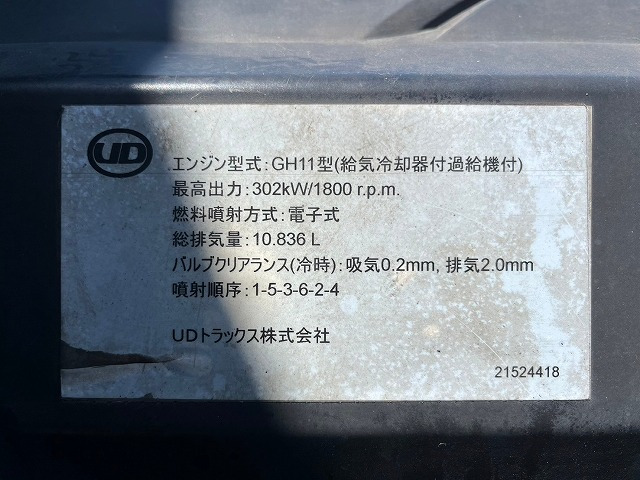 UD
エンジン型式:GH11型(給気冷却器付過給機付)
最高出力:302kW/1800 r.p.m.
燃料噴射方式:電子式
総排気量:10.836 L
バルブクリアランス(冷時):吸気0.2mm, 排気2.0mm
噴射順序:1-5-3-6-2-4
UDトラックス株式会社
21524418